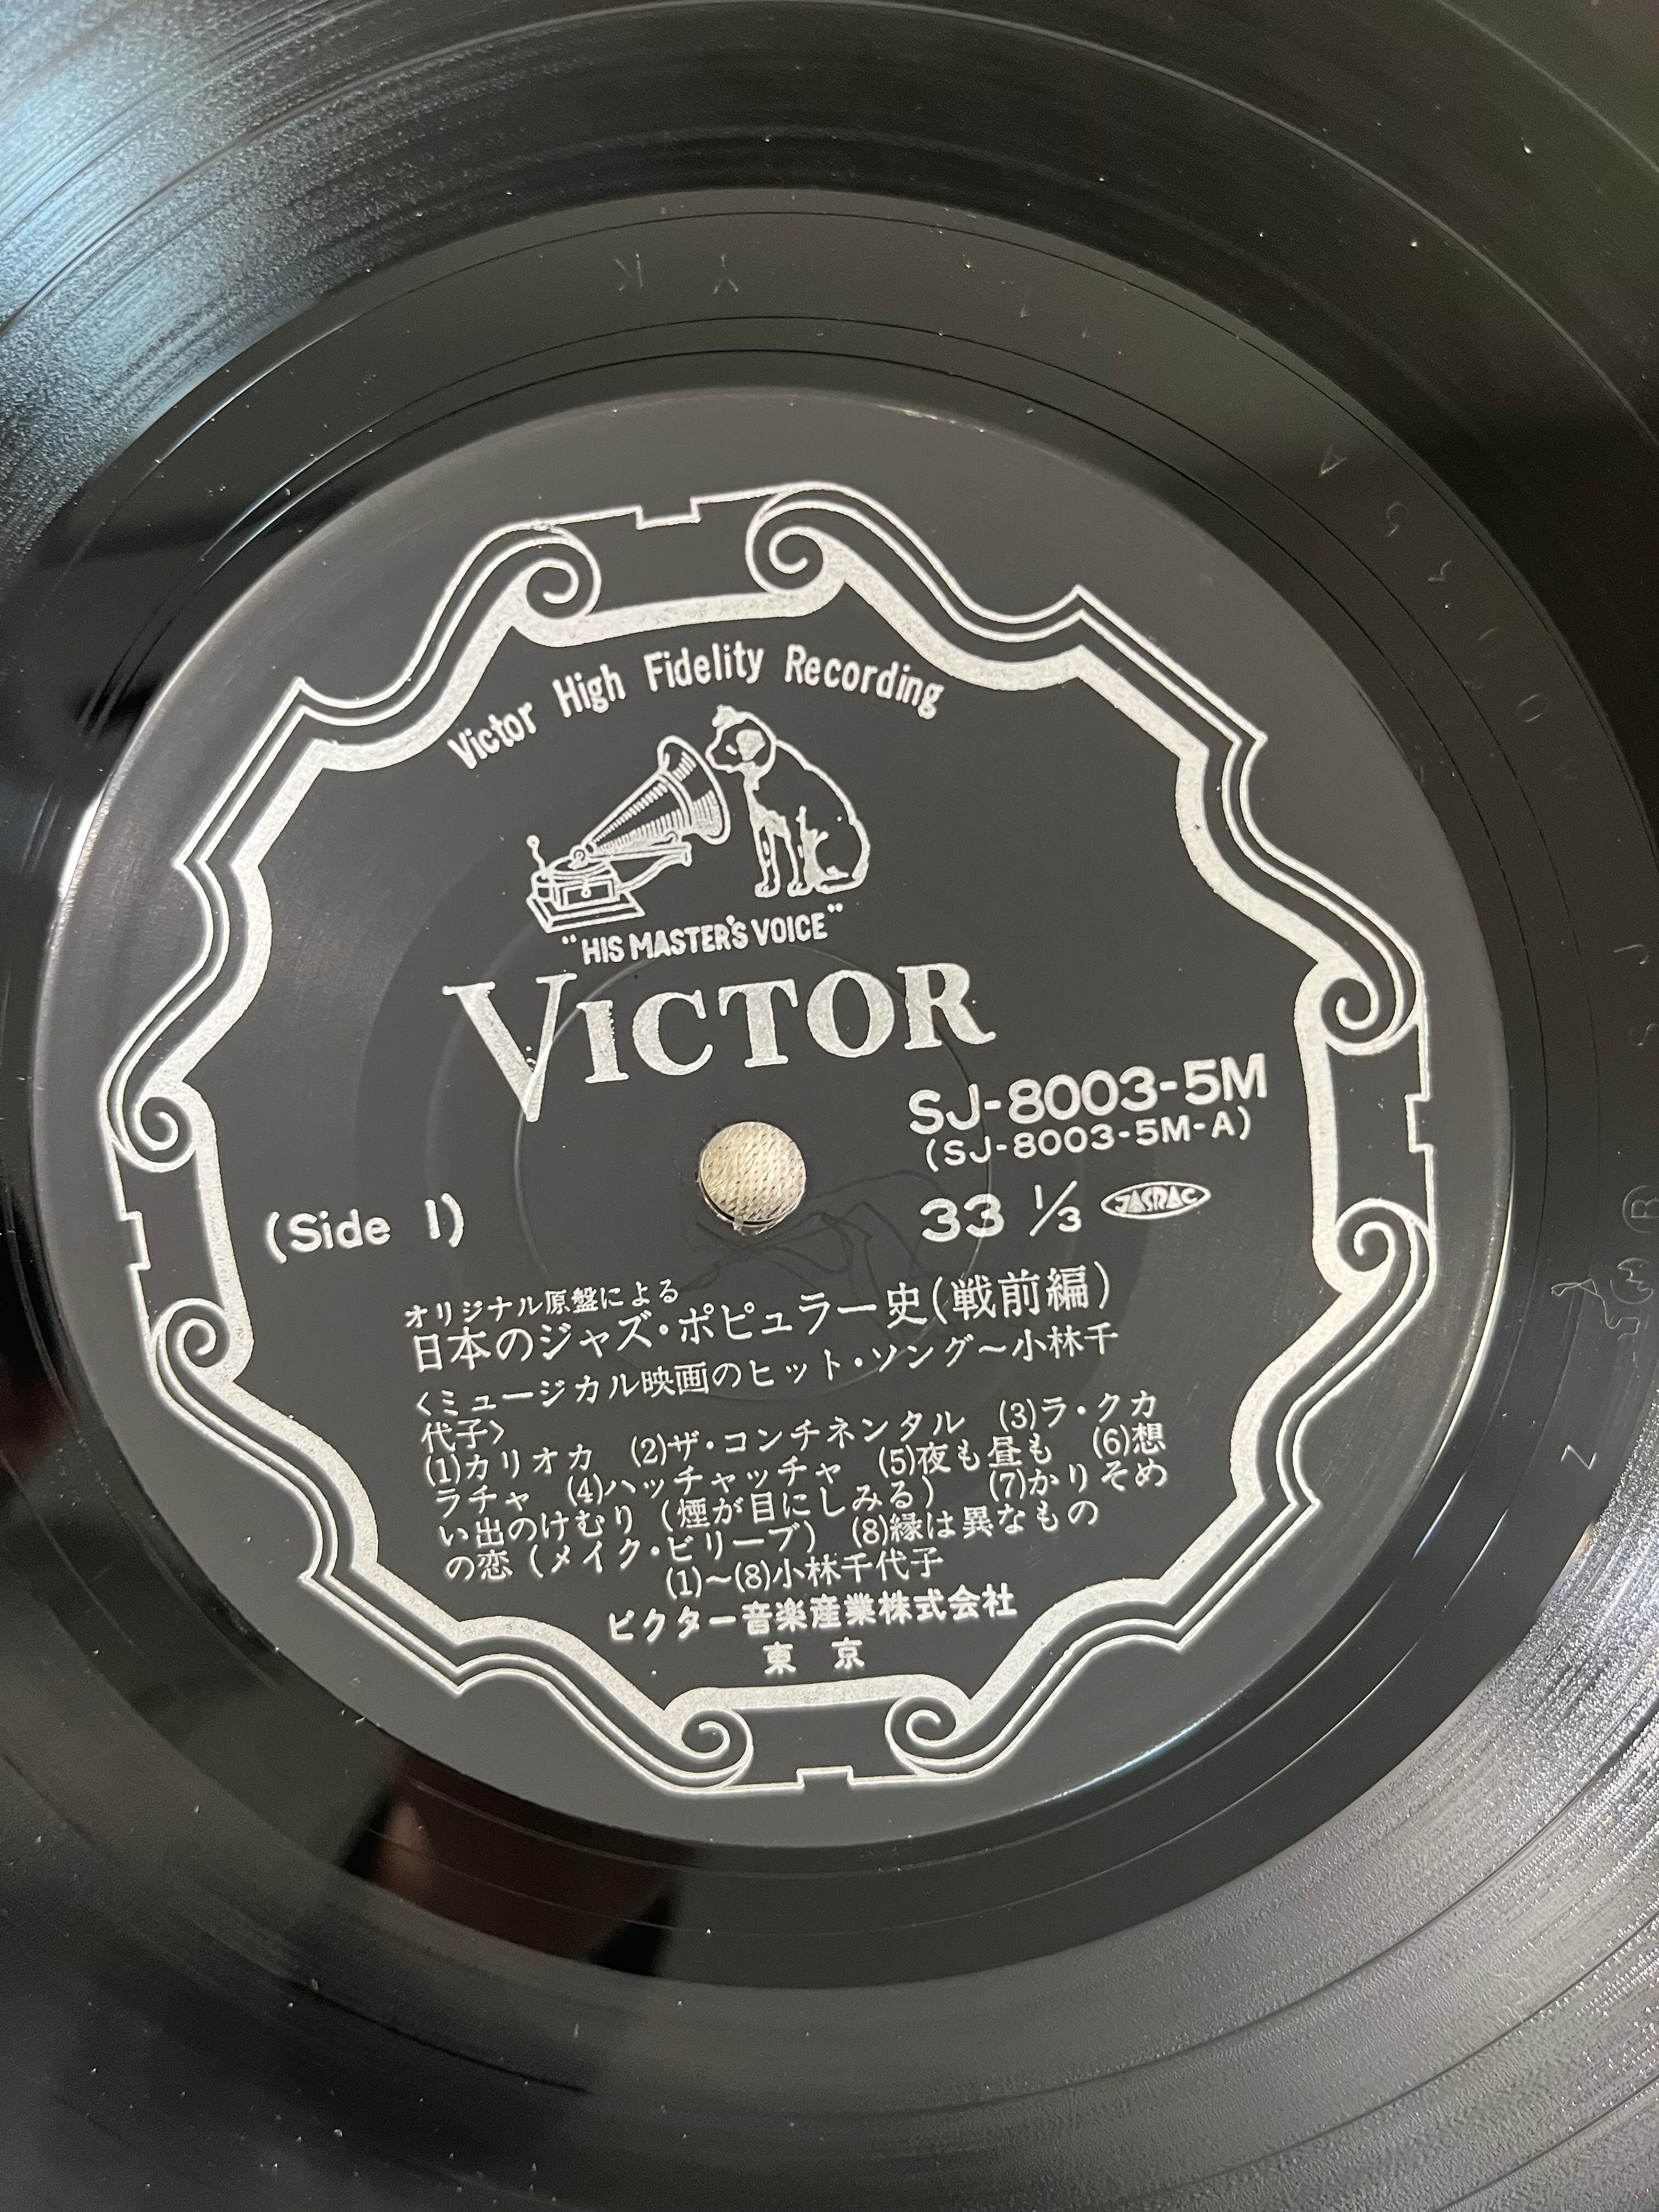 Victor High Fidelity Recording
"HIS MASTER'S VOICE"
VICTOR
SJ-8003-5M
(SJ-8003-5M-A)
(Side 1)
33 1/3 JASRAC
オリジナル原盤による
日本のジャズ・ポピュラー史(戦前編)
<ミュージカル映画のヒット・ソング〜小林千
代子>
(1)カリオカ (2)ザ・コンチネンタル (3)ラ・クカ
ラチャ (4)ハッチャッチャ (5)夜も昼も (6)想
い出のけむり(煙が目にしみる) (7)かりそめ
の恋(メイク・ビリーブ) (8)縁は異なもの
(1)〜(8)小林千代子
ビクター音楽産業株式会社
東 京